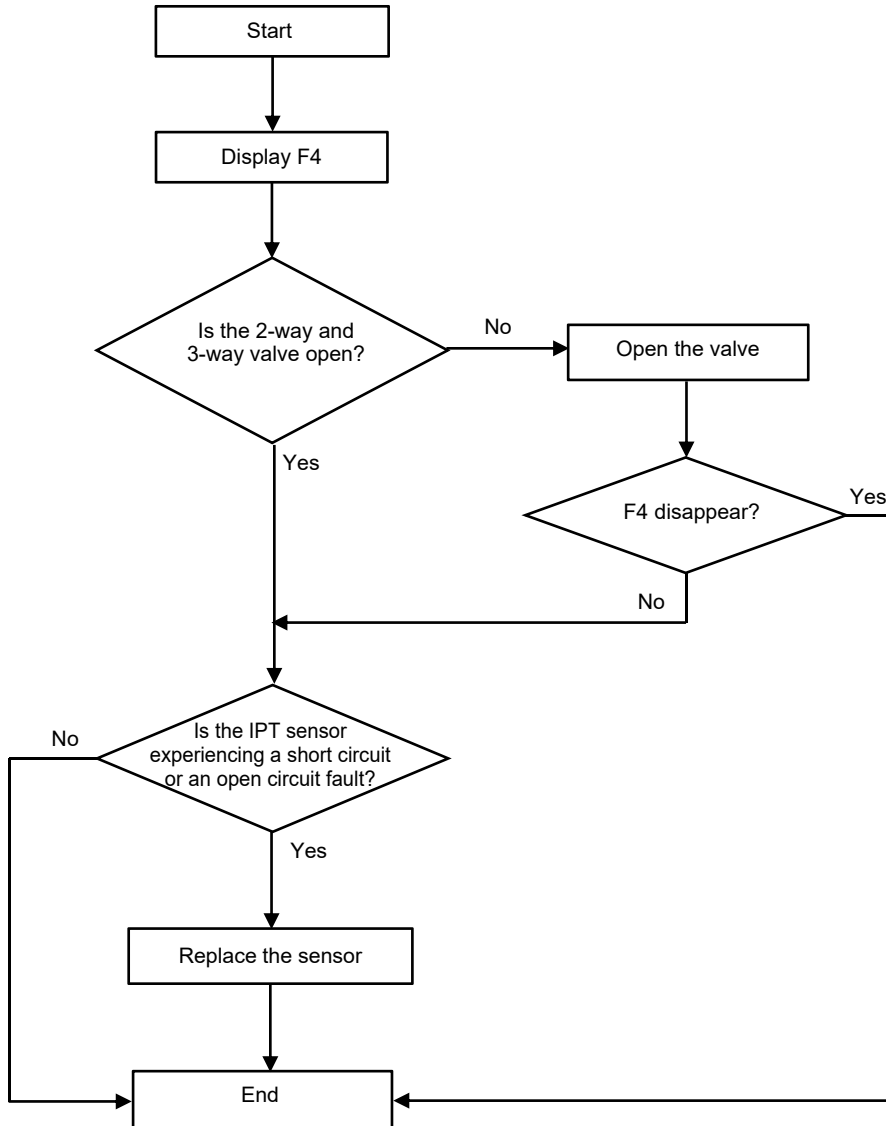 Start
Display F4
Is the 2-way and
3-way valve open?
No
Open the valve
Yes
F4 disappear?
Yes
No
Is the IPT sensor
experiencing a short circuit
or an open circuit fault?
No
Yes
Replace the sensor
End